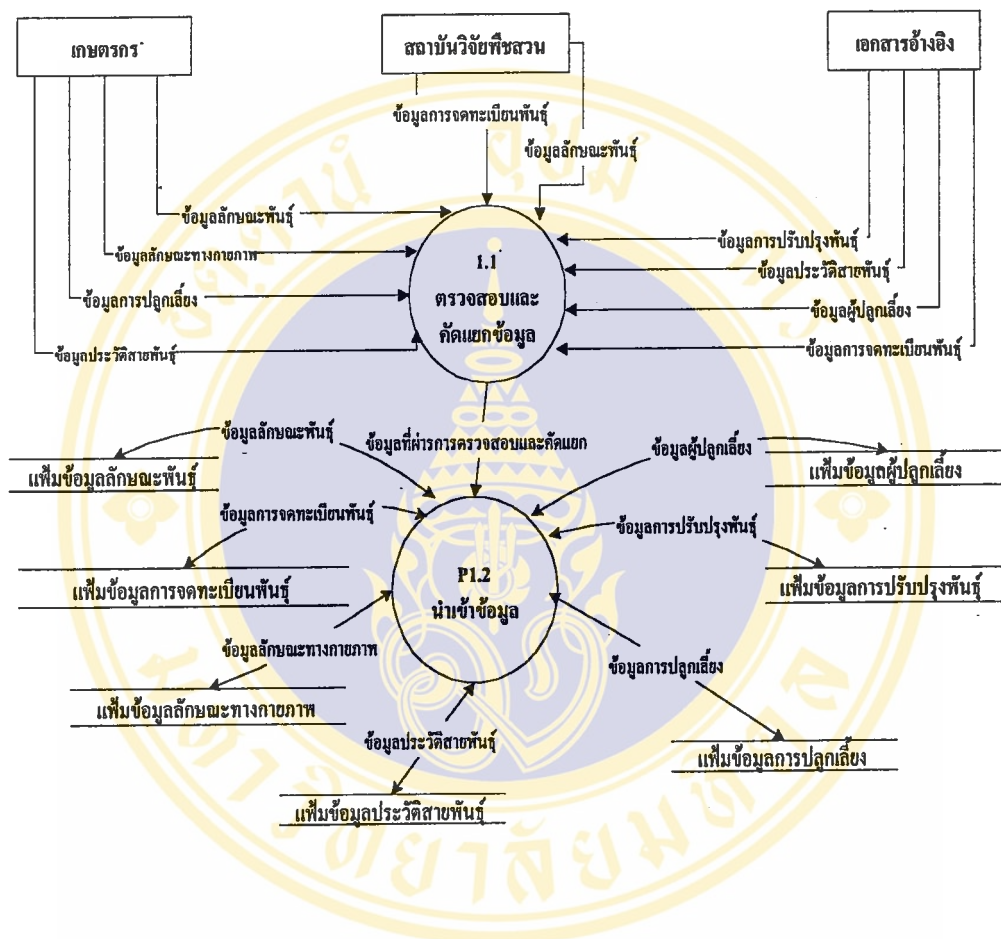 เกษตรกร
สถาบันวิจัยพืชสวน
เอกสารอ้างอิง
ข้อมูลการจดทะเบียนพันธุ์
ข้อมูลลักษณะพันธุ์
ข้อมูลลักษณะพันธุ์
ข้อมูลลักษณะทางกายภาพ
ข้อมูลการปลูกเลี้ยง
ข้อมูลประวัติสายพันธุ์
1.1
ตรวจสอบและ
คัดแยกข้อมูล
ข้อมูลการปรับปรุงพันธุ์
ข้อมูลประวัติสายพันธุ์
ข้อมูลผู้ปลูกเลี้ยง
ข้อมูลการจดทะเบียนพันธุ์
ข้อมูลลักษณะพันธุ์
ข้อมูลที่ผ่ารการตรวจสอบและคัดแยก
ข้อมูลผู้ปลูกเลี้ยง
แฟ้มข้อมูลลักษณะพันธุ์
แฟ้มข้อมูลผู้ปลูกเลี้ยง
ข้อมูลการจดทะเบียนพันธุ์
ข้อมูลการปรับปรุงพันธุ์
แฟ้มข้อมูลการจดทะเบียนพันธุ์
P1.2
นำเข้าข้อมูล
แฟ้มข้อมูลการปรับปรุงพันธุ์
ข้อมูลลักษณะทางกายภาพ
ข้อมูลการปลูกเลี้ยง
แฟ้มข้อมูลลักษณะทางกายภาพ
ข้อมูลประวัติสายพันธุ์
แฟ้มข้อมูลการปลูกเลี้ยง
แฟ้มข้อมูลประวัติสายพันธุ์